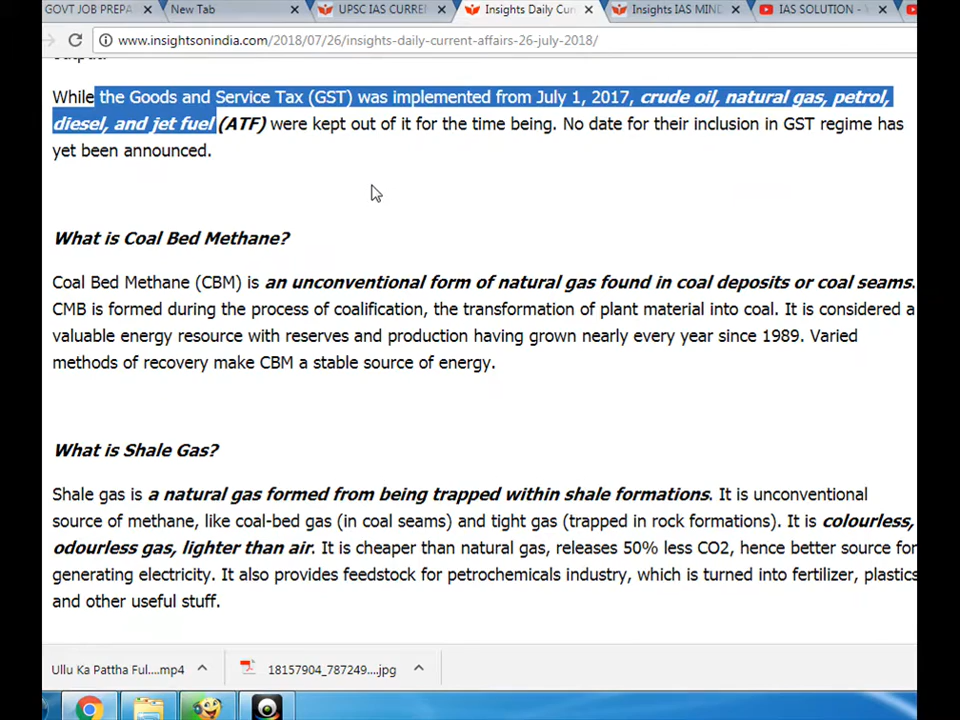 GOVT JOB PREPA
New Tab
UPSC IAS CURREN
Insights Daily Cur
Insights IAS MIND
IAS SOLUTION - Y
www.insightsonindia.com/2018/07/26/insights-daily-current-affairs-26-july-2018/
output.
While the Goods and Service Tax (GST) was implemented from July 1, 2017, crude oil, natural gas, petrol,
diesel, and jet fuel (ATF) were kept out of it for the time being. No date for their inclusion in GST regime has
yet been announced.
What is Coal Bed Methane?
Coal Bed Methane (CBM) is an unconventional form of natural gas found in coal deposits or coal seams.
CMB is formed during the process of coalification, the transformation of plant material into coal. It is considered a
valuable energy resource with reserves and production having grown nearly every year since 1989. Varied
methods of recovery make CBM a stable source of energy.
What is Shale Gas?
Shale gas is a natural gas formed from being trapped within shale formations. It is unconventional
source of methane, like coal-bed gas (in coal seams) and tight gas (trapped in rock formations). It is colourless,
odourless gas, lighter than air. It is cheaper than natural gas, releases 50% less CO2, hence better source for
generating electricity. It also provides feedstock for petrochemicals industry, which is turned into fertilizer, plastics
and other useful stuff.
Ullu Ka Pattha Ful....mp4
18157904_787249....jpg